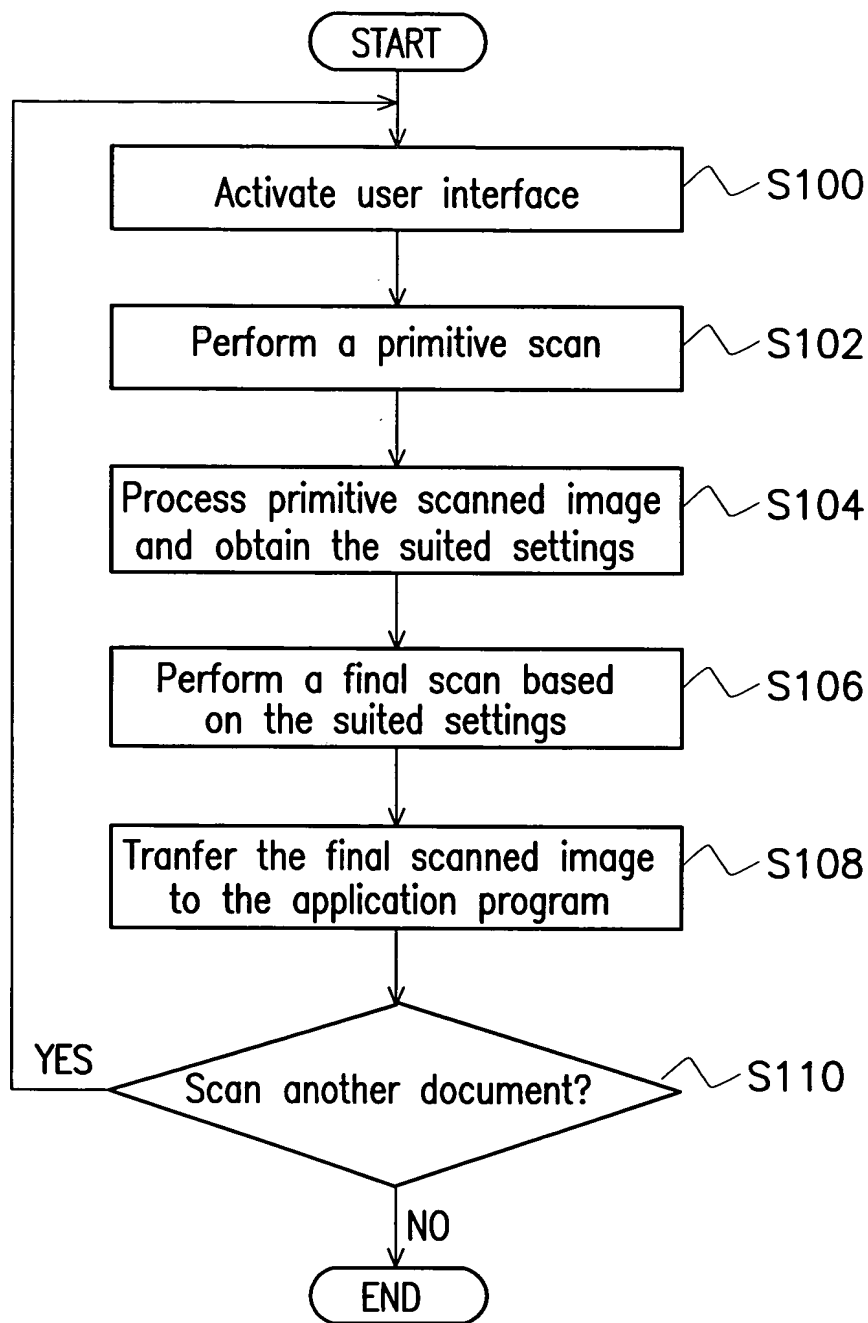 START
Activate user interface
S100
Perform a primitive scan
S102
Process primitive scanned image
and obtain the suited settings
S104
Perform a final scan based
on the suited settings
S106
Tranfer the final scanned image
to the application program
S108
YES
Scan another document?
S110
NO
END